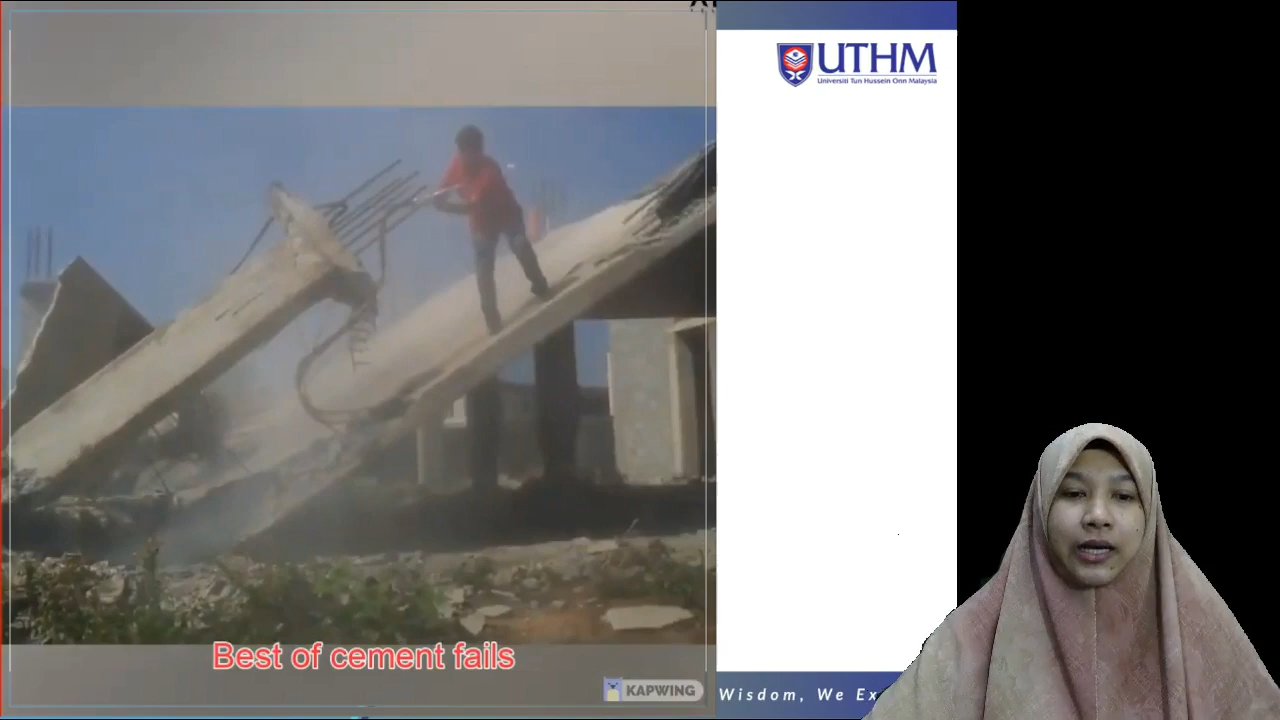 UTHM
Universiti Tun Hussein Onn Malaysia
Best of cement fails
KAPWING
Wisdom, We Ex